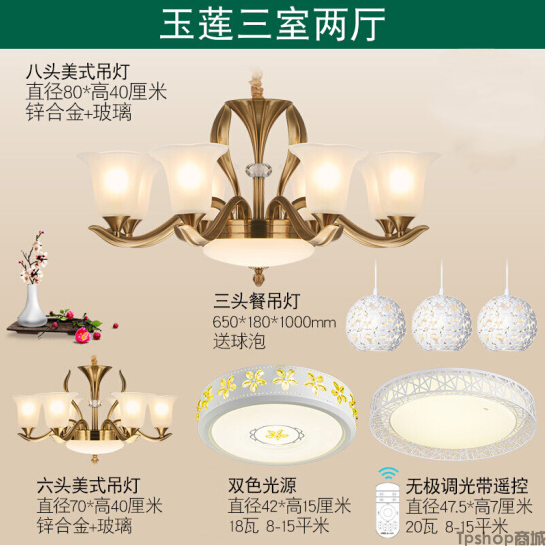 玉莲三室两厅
八头美式吊灯
直径80*高40厘米
锌合金+玻璃
三头餐吊灯
650*180*1000mm
送球泡
六头美式吊灯
直径70*高40厘米
锌合金+玻璃
双色光源
直径42*高15厘米
18瓦 8-15平米
无极调光带遥控
直径47.5*高7厘米
20瓦 8-15平米
Tpshop商城